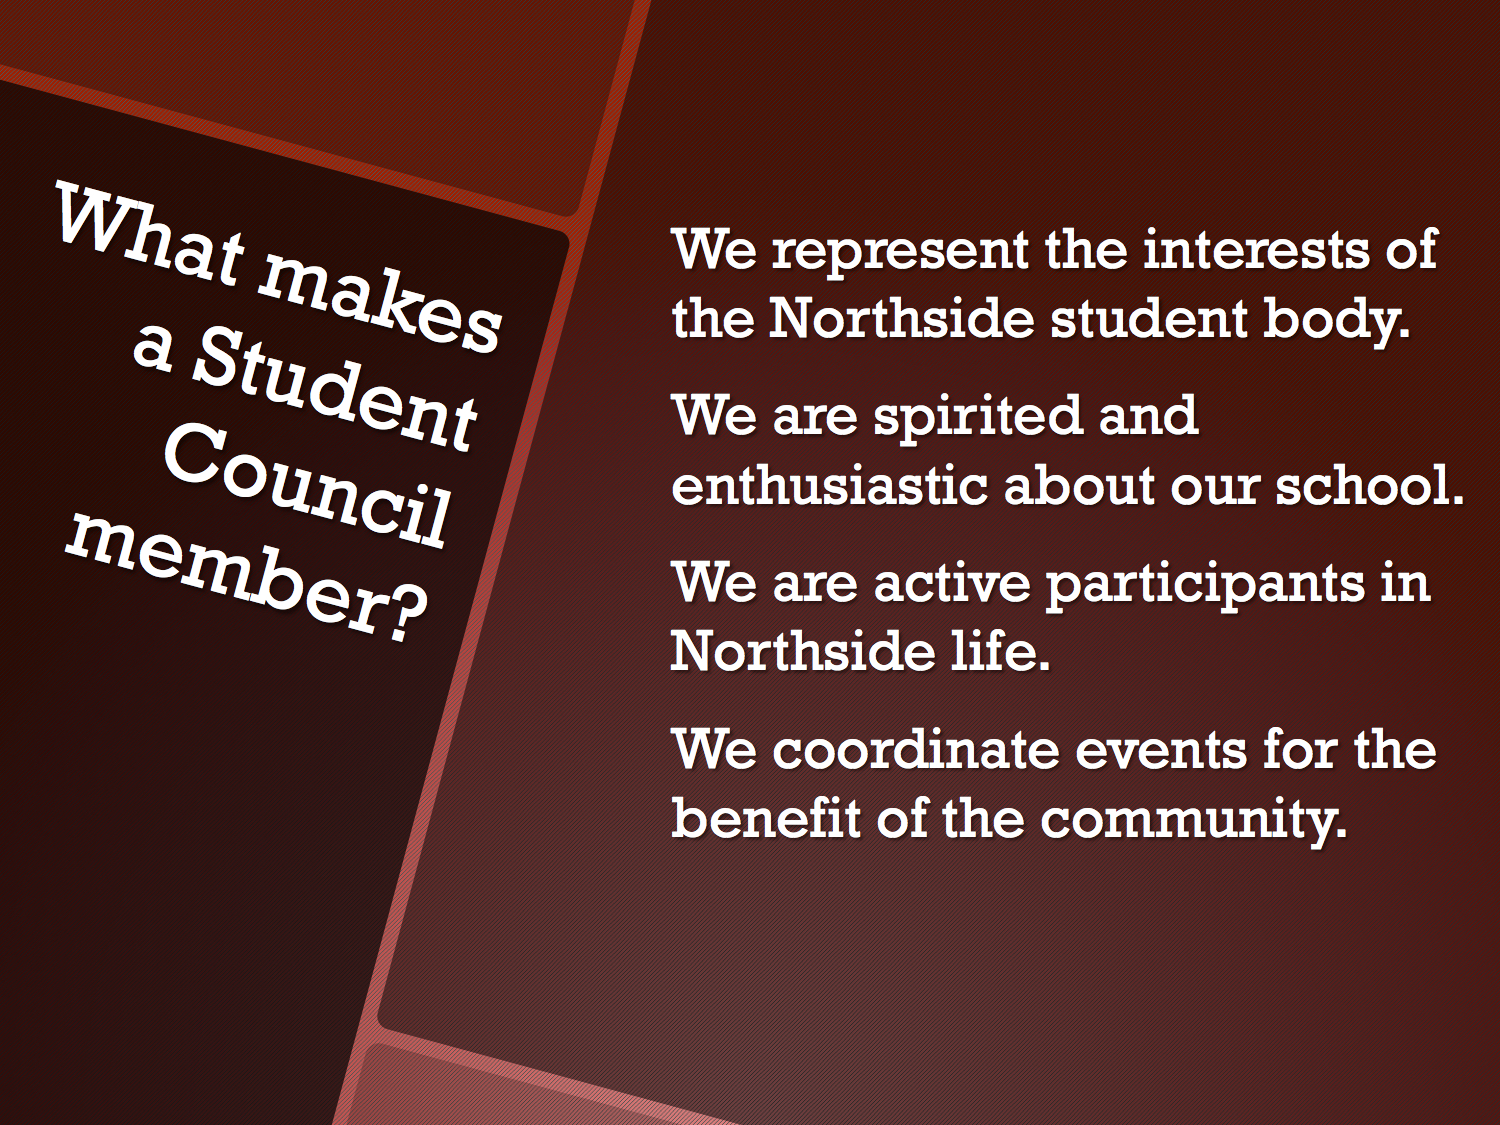 What makes
a Student
Council
member?
We represent the interests of
the Northside student body.
We are spirited and
enthusiastic about our school.
We are active participants in
Northside life.
We coordinate events for the
benefit of the community.